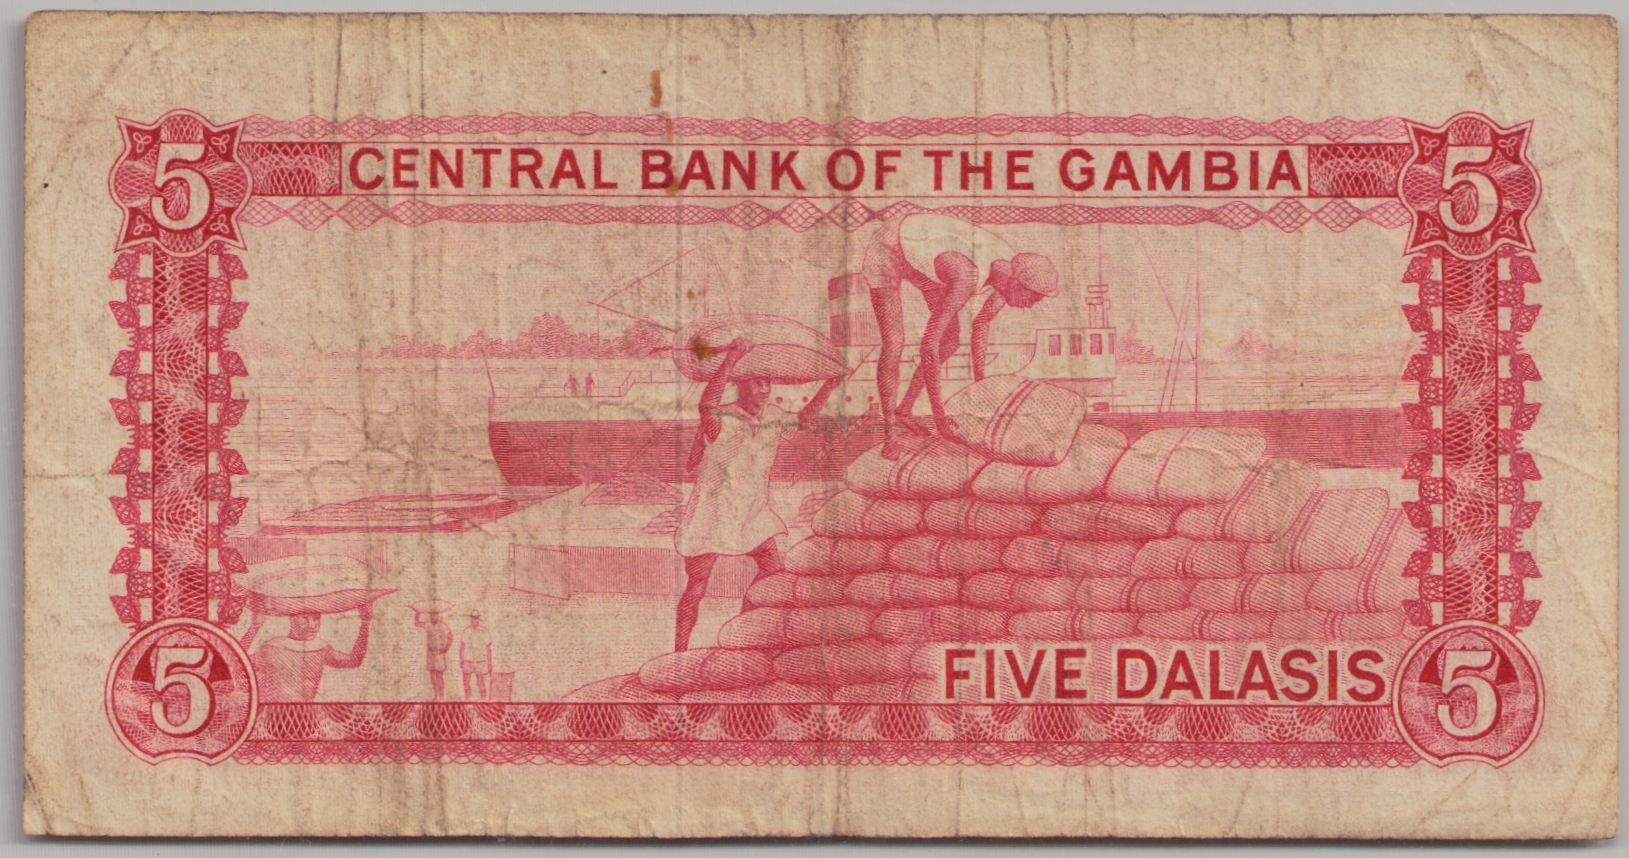 5 CENTRAL BANK OF THE GAMBIA 5
5 FIVE DALASIS 5